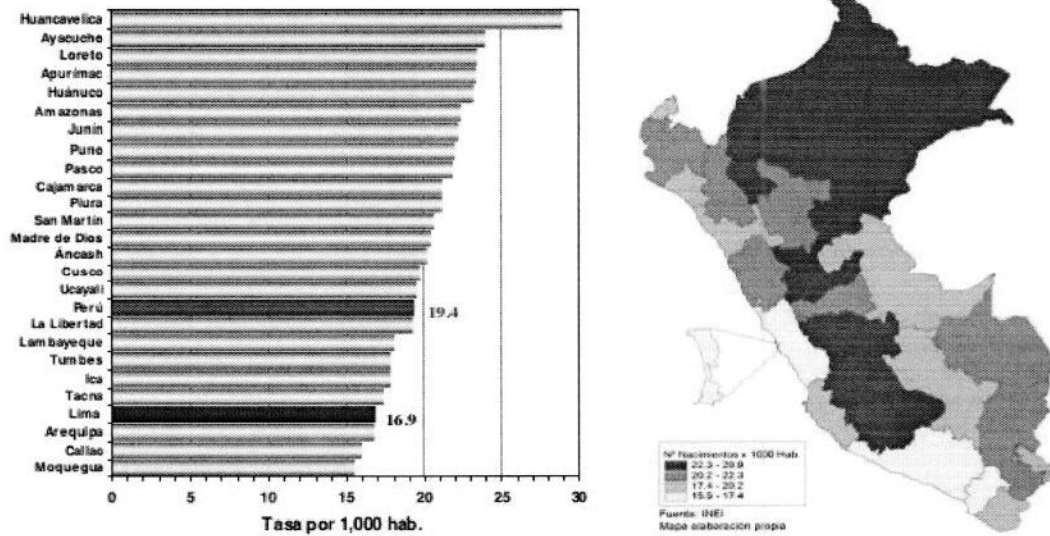 Huancavelica
Ayacucho
Loreto
Apurímac
Huánuco
Amazonas
Junín
Puno
Pasco
Cajamarca
Piura
San Martín
Madre de Dios
Áncash
Cusco
Ucayali
Perú
19.4
La Libertad
Lambayeque
Tumbes
Ica
Tacna
Lima
16.9
Arequipa
Callao
Moquegua
0 5 10 15 20 25 30
Tasa por 1,000 hab.
Nº Nacimientos x 1000 Hab.
22.3 - 28.9
20.2 - 22.3
17.4 - 20.2
15.5 - 17.4
Fuente: INEI
Mapa elaboración propia